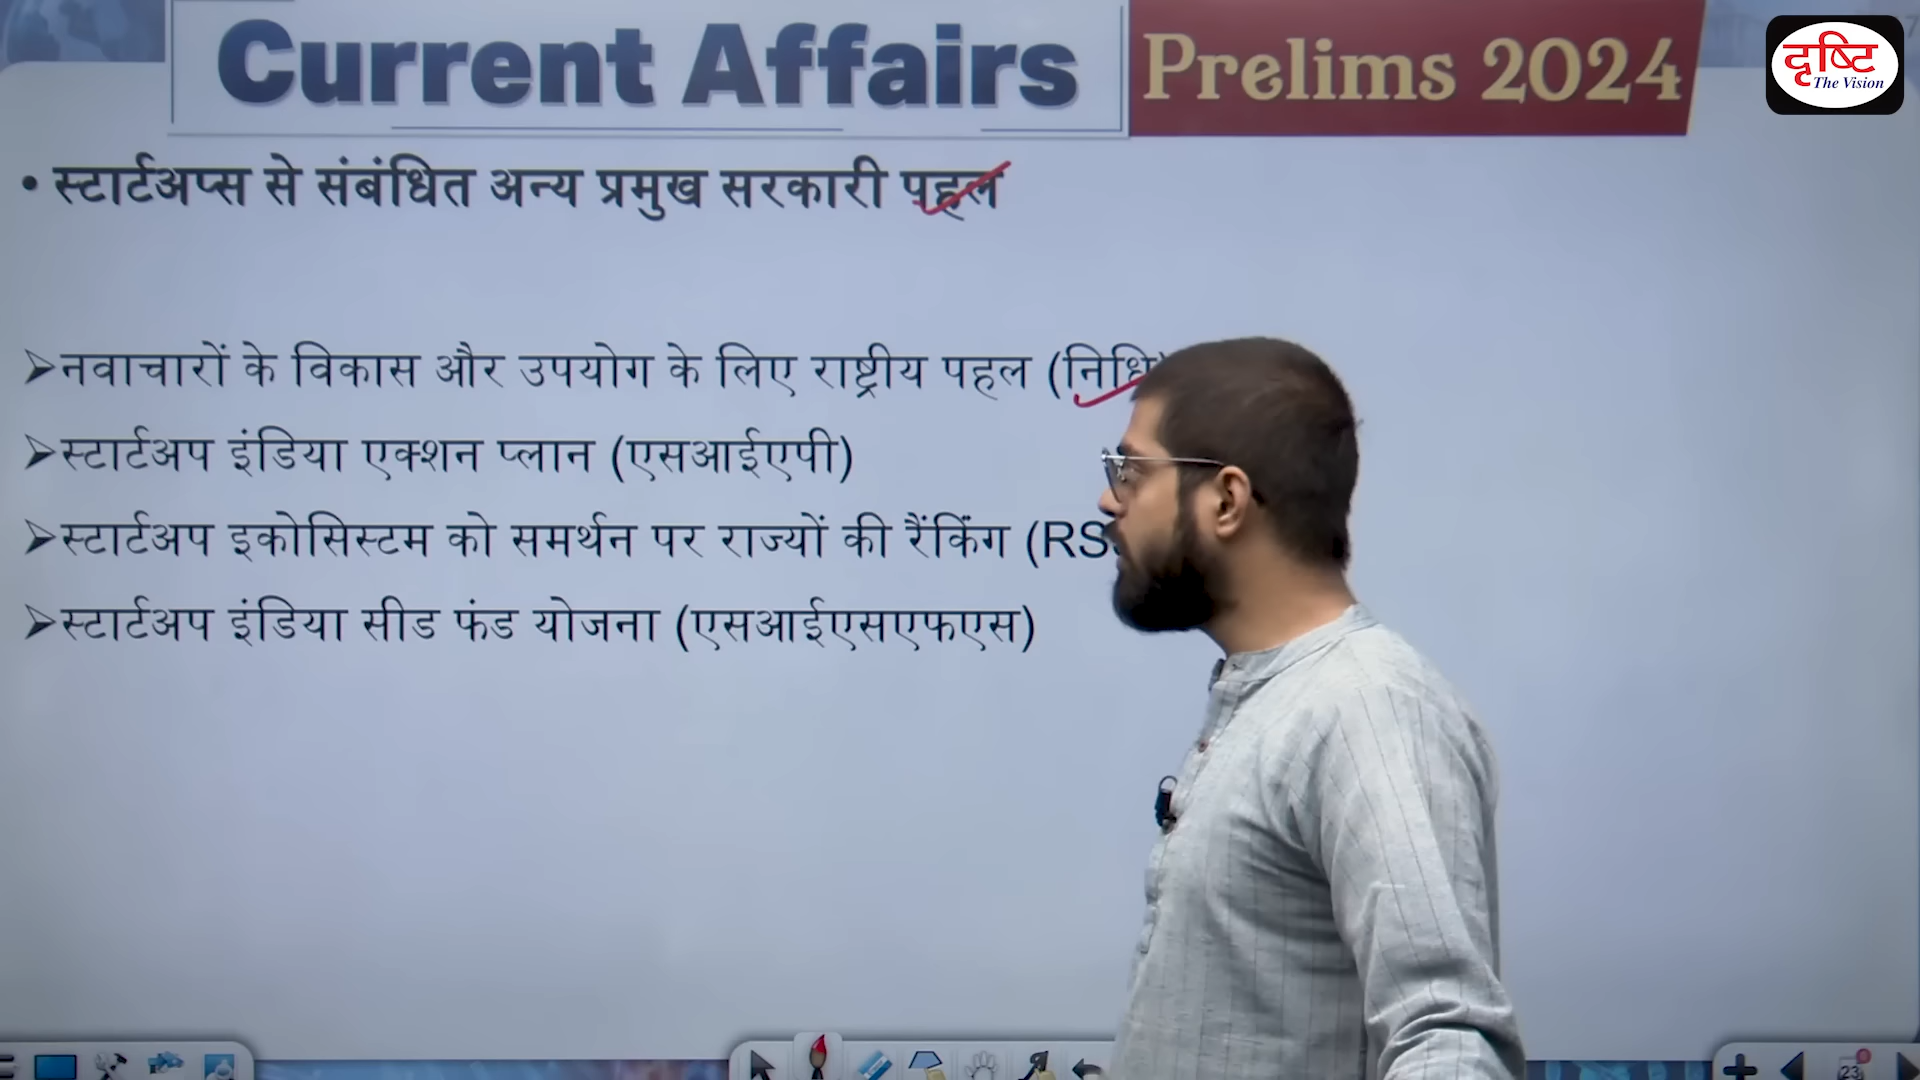 Current Affairs Prelims 2024
दृष्टि
The Vision
• स्टार्टअप्स से संबंधित अन्य प्रमुख सरकारी पहल
➢नवाचारों के विकास और उपयोग के लिए राष्ट्रीय पहल (निधि)
➢स्टार्टअप इंडिया एक्शन प्लान (एसआईएपी)
➢स्टार्टअप इकोसिस्टम को समर्थन पर राज्यों की रैंकिंग
➢स्टार्टअप इंडिया सीड फंड योजना (एसआईएसएफएस)
23